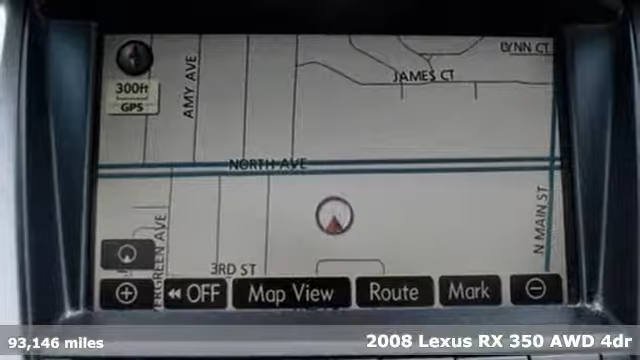 LYNN CT
JAMES CT
AMY AVE
300ft
GPS
NORTH AVE
N MAIN ST
3RD ST
OFF
Map View
Route
Mark
93,146 miles
2008 Lexus RX 350 AWD 4dr